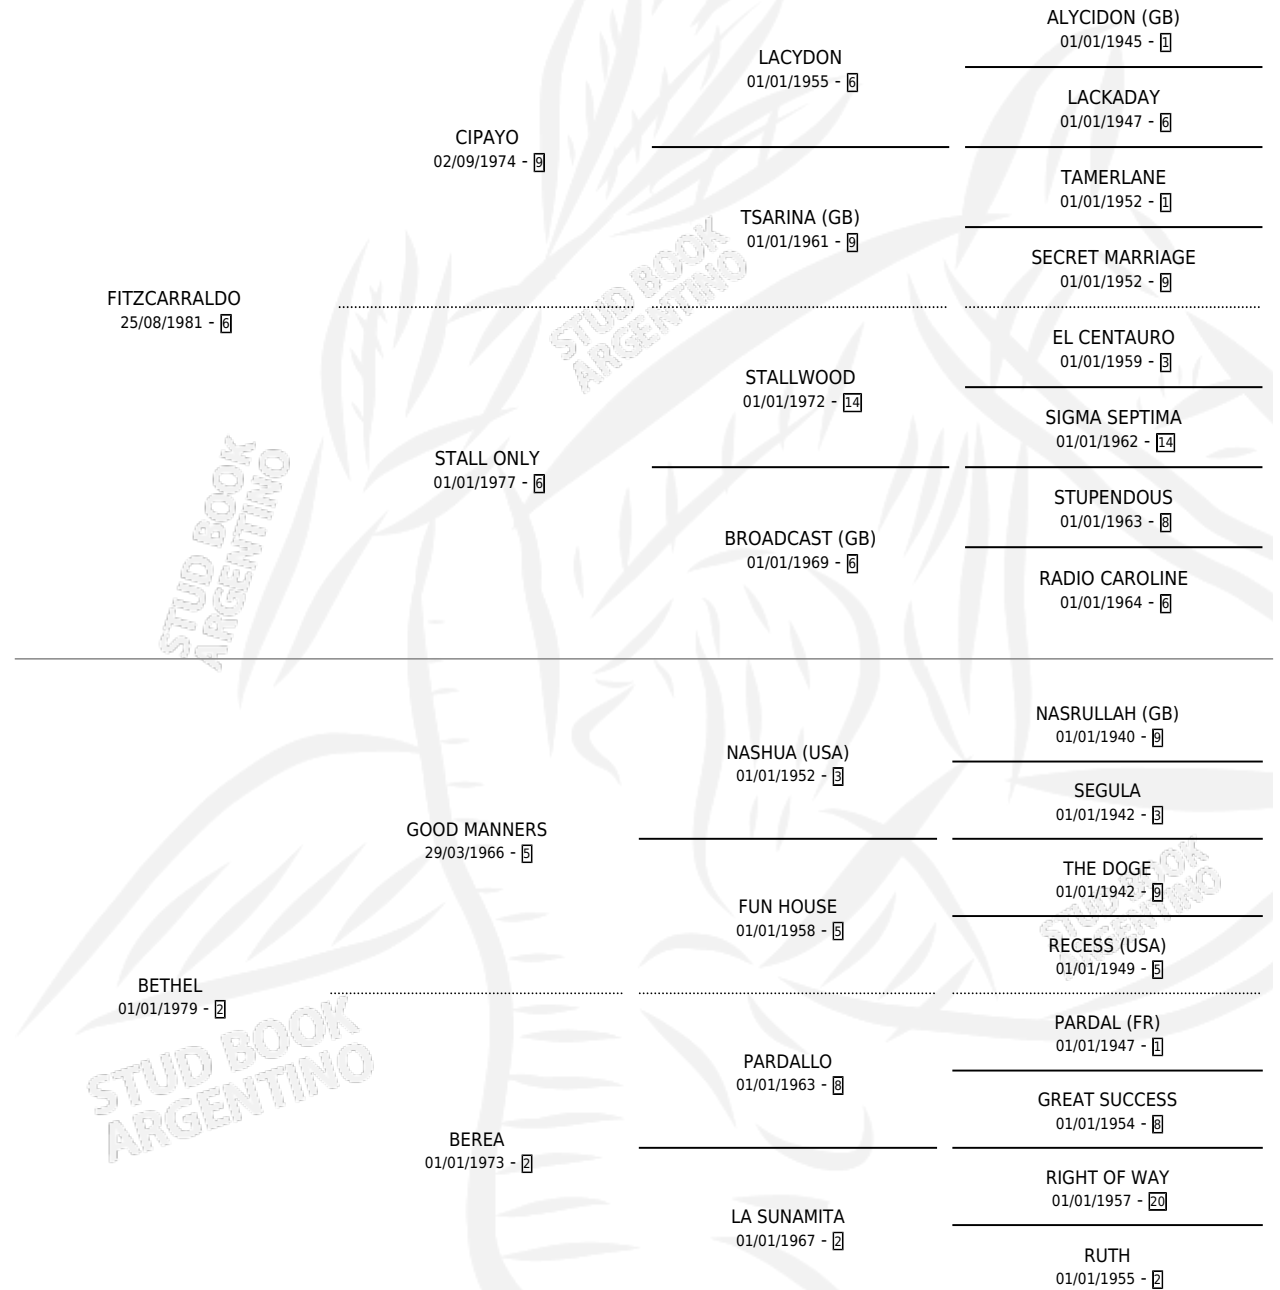 ALYCIDON (GB)
01/01/1945 - 1
LACYDON
01/01/1955 - 6
LACKADAY
01/01/1947 - 6
CIPAYO
02/09/1974 - 9
TAMERLANE
01/01/1952 - 1
TSARINA (GB)
01/01/1961 - 9
SECRET MARRIAGE
01/01/1952 - 9
FITZCARRALDO
25/08/1981 - 6
EL CENTAURO
01/01/1959 - 3
STALLWOOD
01/01/1972 - 14
SIGMA SEPTIMA
01/01/1962 - 14
STALL ONLY
01/01/1977 - 6
STUPENDOUS
01/01/1963 - 8
BROADCAST (GB)
01/01/1969 - 6
RADIO CAROLINE
01/01/1964 - 6
NASRULLAH (GB)
01/01/1940 - 9
NASHUA (USA)
01/01/1952 - 3
SEGULA
01/01/1942 - 3
GOOD MANNERS
29/03/1966 - 5
THE DOGE
01/01/1942 - 9
FUN HOUSE
01/01/1958 - 5
RECESS (USA)
01/01/1949 - 5
BETHEL
01/01/1979 - 2
PARDAL (FR)
01/01/1947 - 1
PARDALLO
01/01/1963 - 8
GREAT SUCCESS
01/01/1954 - 8
BEREA
01/01/1973 - 2
RIGHT OF WAY
01/01/1957 - 20
LA SUNAMITA
01/01/1967 - 2
RUTH
01/01/1955 - 2
STUD BOOK
ARGENTINO
STUD BOOK
ARGENTINO
STUD BOOK
ARGENTINO
STUD BOOK
ARGENTINO